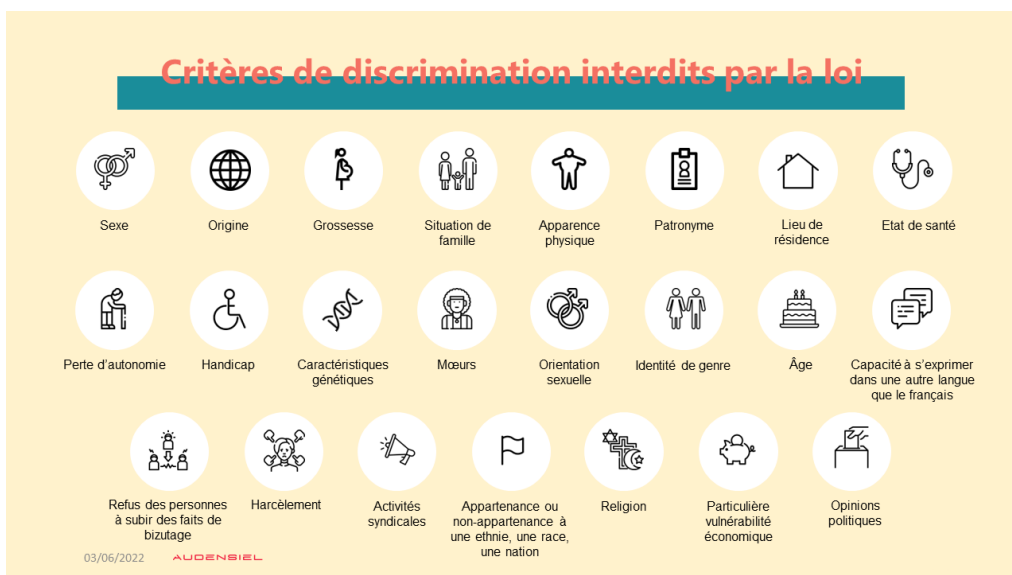 Critères de discrimination interdits par la loi
Sexe
Origine
Grossesse
Situation de
famille
Apparence
physique
Patronyme
Lieu de
résidence
Etat de santé
Perte d’autonomie
Handicap
Caractéristiques
génétiques
Mœurs
Orientation
sexuelle
Identité de genre
Âge
Capacité à s’exprimer
dans une autre langue
que le français
Refus des personnes
à subir des faits de
bizutage
Harcèlement
Activités
syndicales
Appartenance ou
non-appartenance à
une ethnie, une race,
une nation
Religion
Particulière
vulnérabilité
économique
Opinions
politiques
03/06/2022
AUDENSIEL